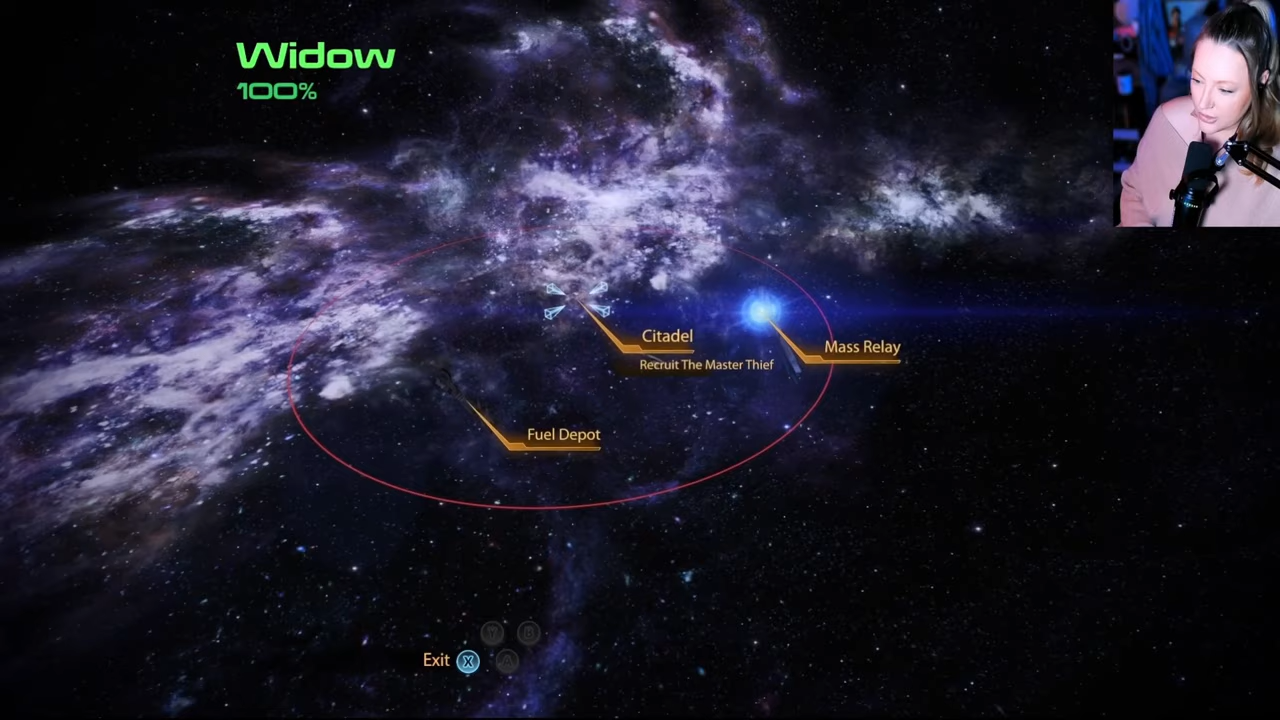 Widow
100%
Citadel
Recruit The Master Thief
Mass Relay
Fuel Depot
Y B
Exit X A